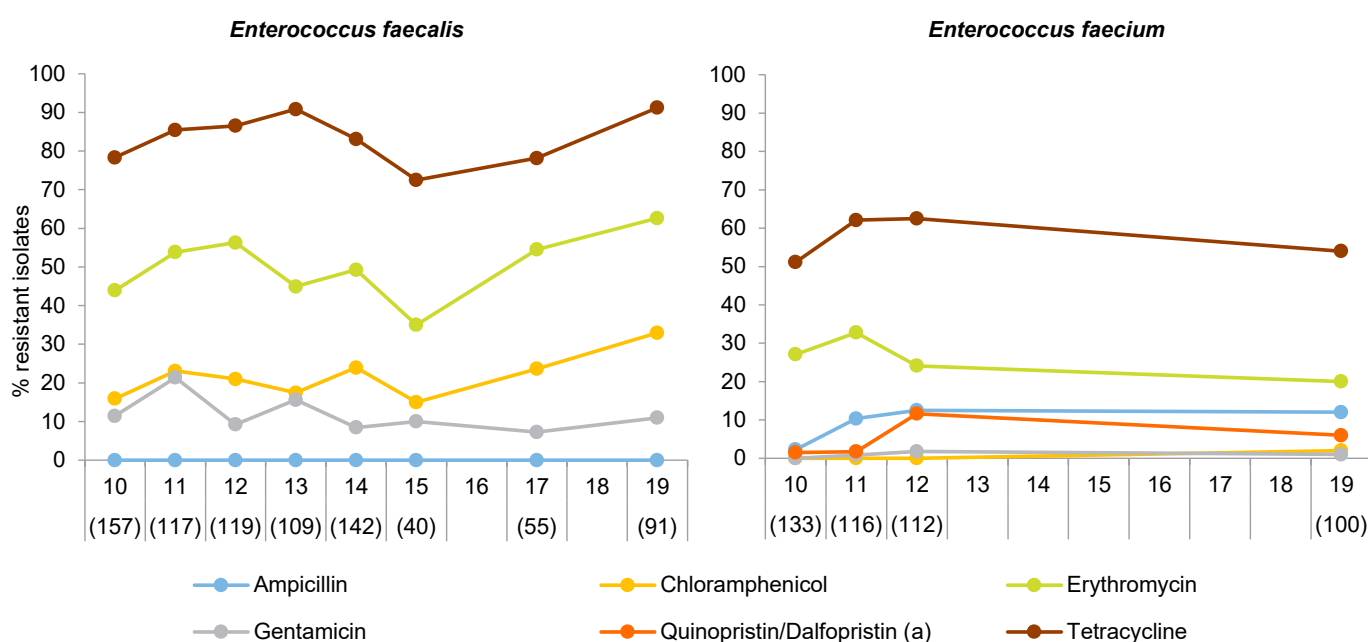 Enterococcus faecalis
Enterococcus faecium
% resistant isolates
100
90
80
70
60
50
40
30
20
10
0
10 11 12 13 14 15 16 17 18 19
(157) (117) (119) (109) (142) (40) (55) (91)
100
90
80
70
60
50
40
30
20
10
0
10 11 12 13 14 15 16 17 18 19
(133) (116) (112) (100)
Ampicillin Chloramphenicol Erythromycin
Gentamicin Quinopristin/Dalfopristin (a) Tetracycline